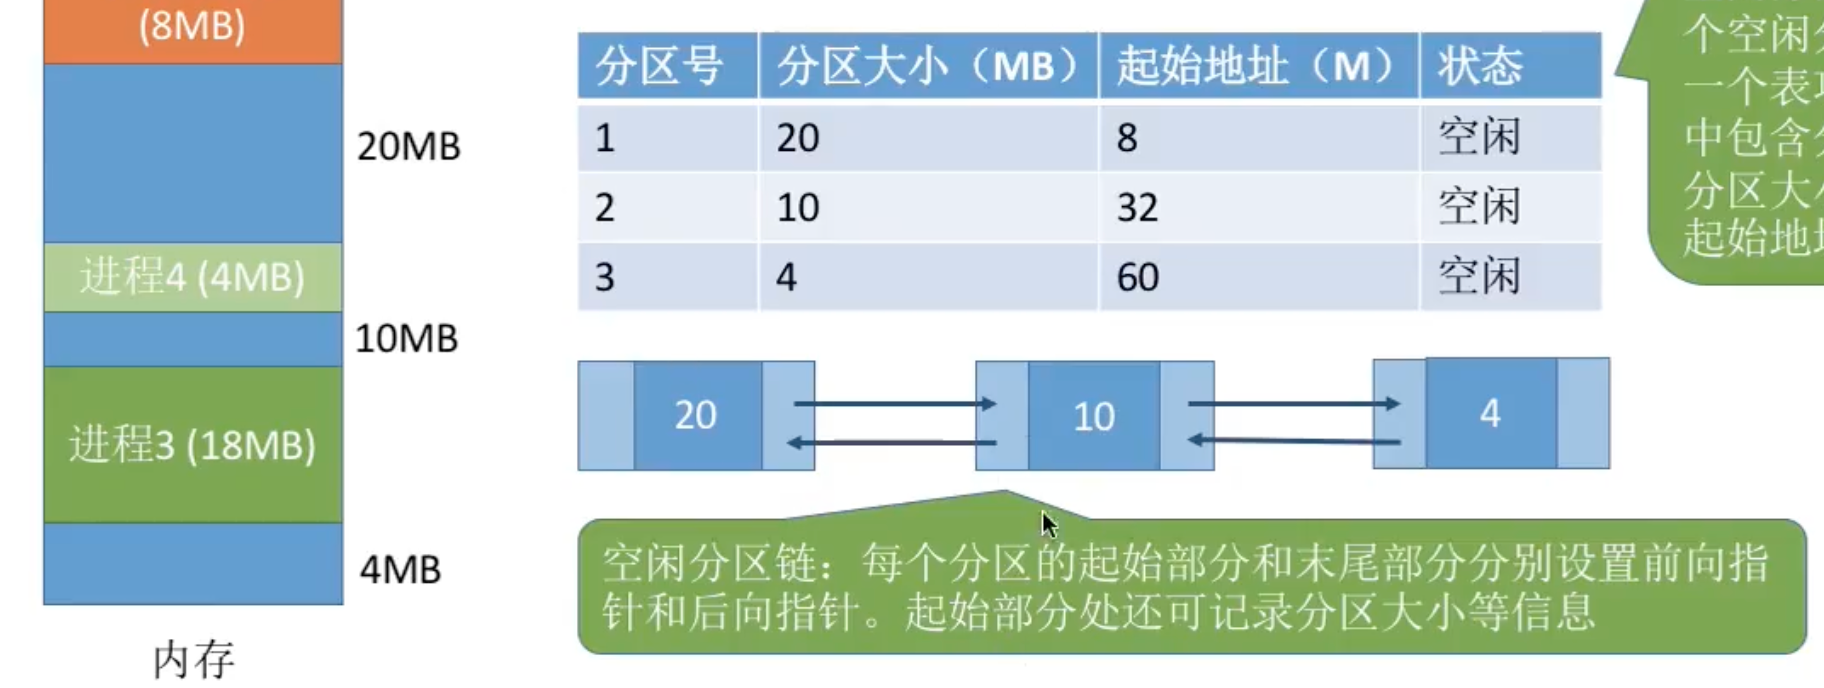 (8MB)
20MB
进程4 (4MB)
10MB
进程3 (18MB)
4MB
内存
分区号 分区大小（MB） 起始地址（M） 状态
1 20 8 空闲
2 10 32 空闲
3 4 60 空闲
20 10 4
空闲分区链：每个分区的起始部分和末尾部分分别设置前向指
针和后向指针。起始部分处还可记录分区大小等信息
个空闲
一个表
中包含
分区大
起始地